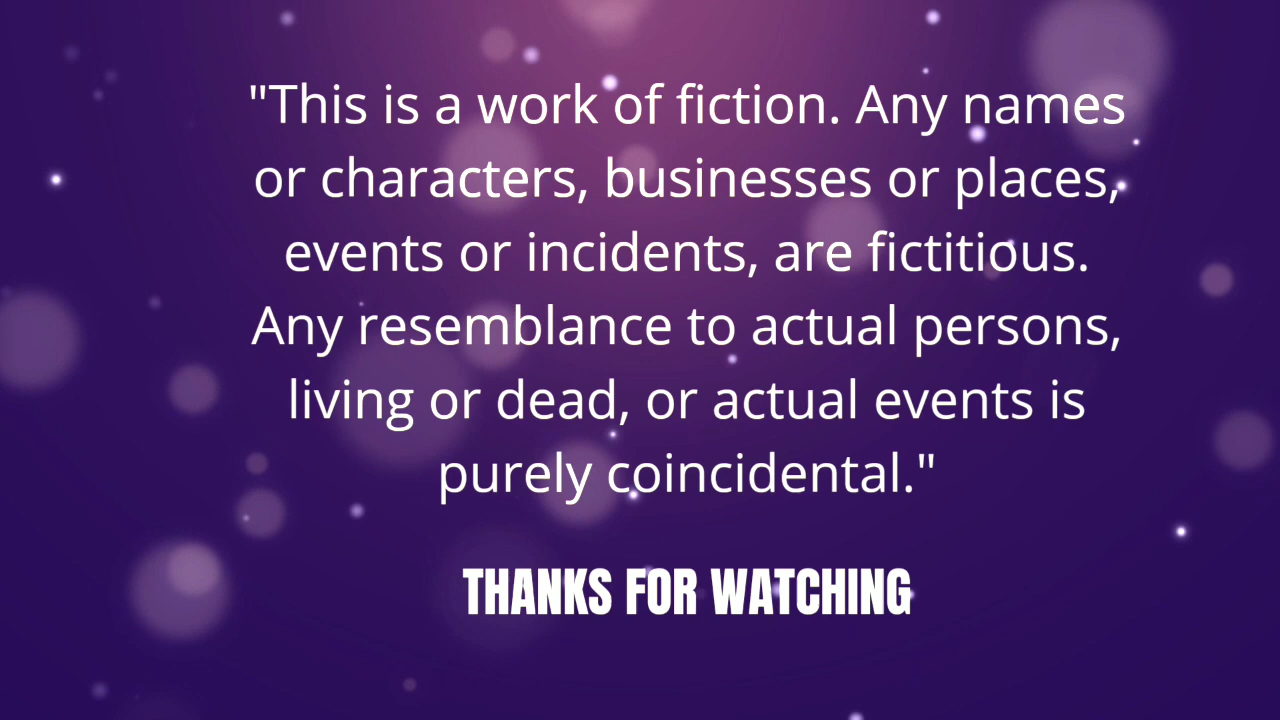 "This is a work of fiction. Any names
or characters, businesses or places,
events or incidents, are fictitious.
Any resemblance to actual persons,
living or dead, or actual events is
purely coincidental."
THANKS FOR WATCHING